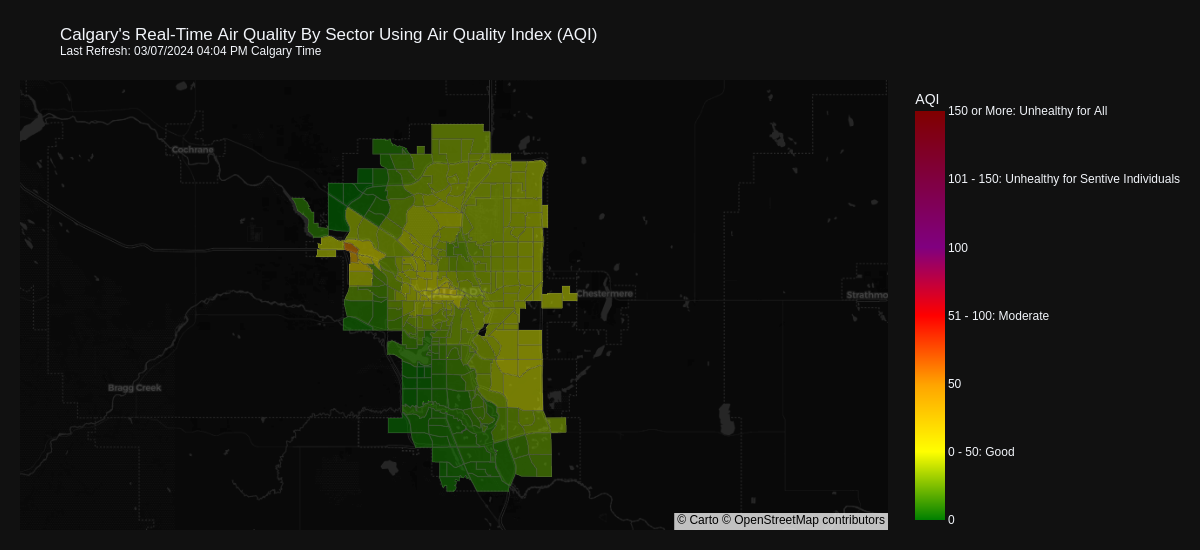 Calgary's Real-Time Air Quality By Sector Using Air Quality Index (AQI)
Last Refresh: 03/07/2024 04:04 PM Calgary Time
AQI
150 or More: Unhealthy for All
101 - 150: Unhealthy for Sentive Individuals
100
51 - 100: Moderate
50
0 - 50: Good
0
Cochrane
CALGARY
Chestermere
Strathmo
Bragg Creek
© Carto © OpenStreetMap contributors